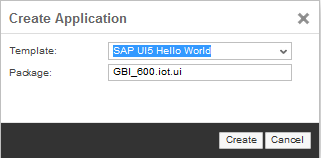 Create Application
Template: SAP UI5 Hello World
Package: GBI_600.iot.ui
Create Cancel